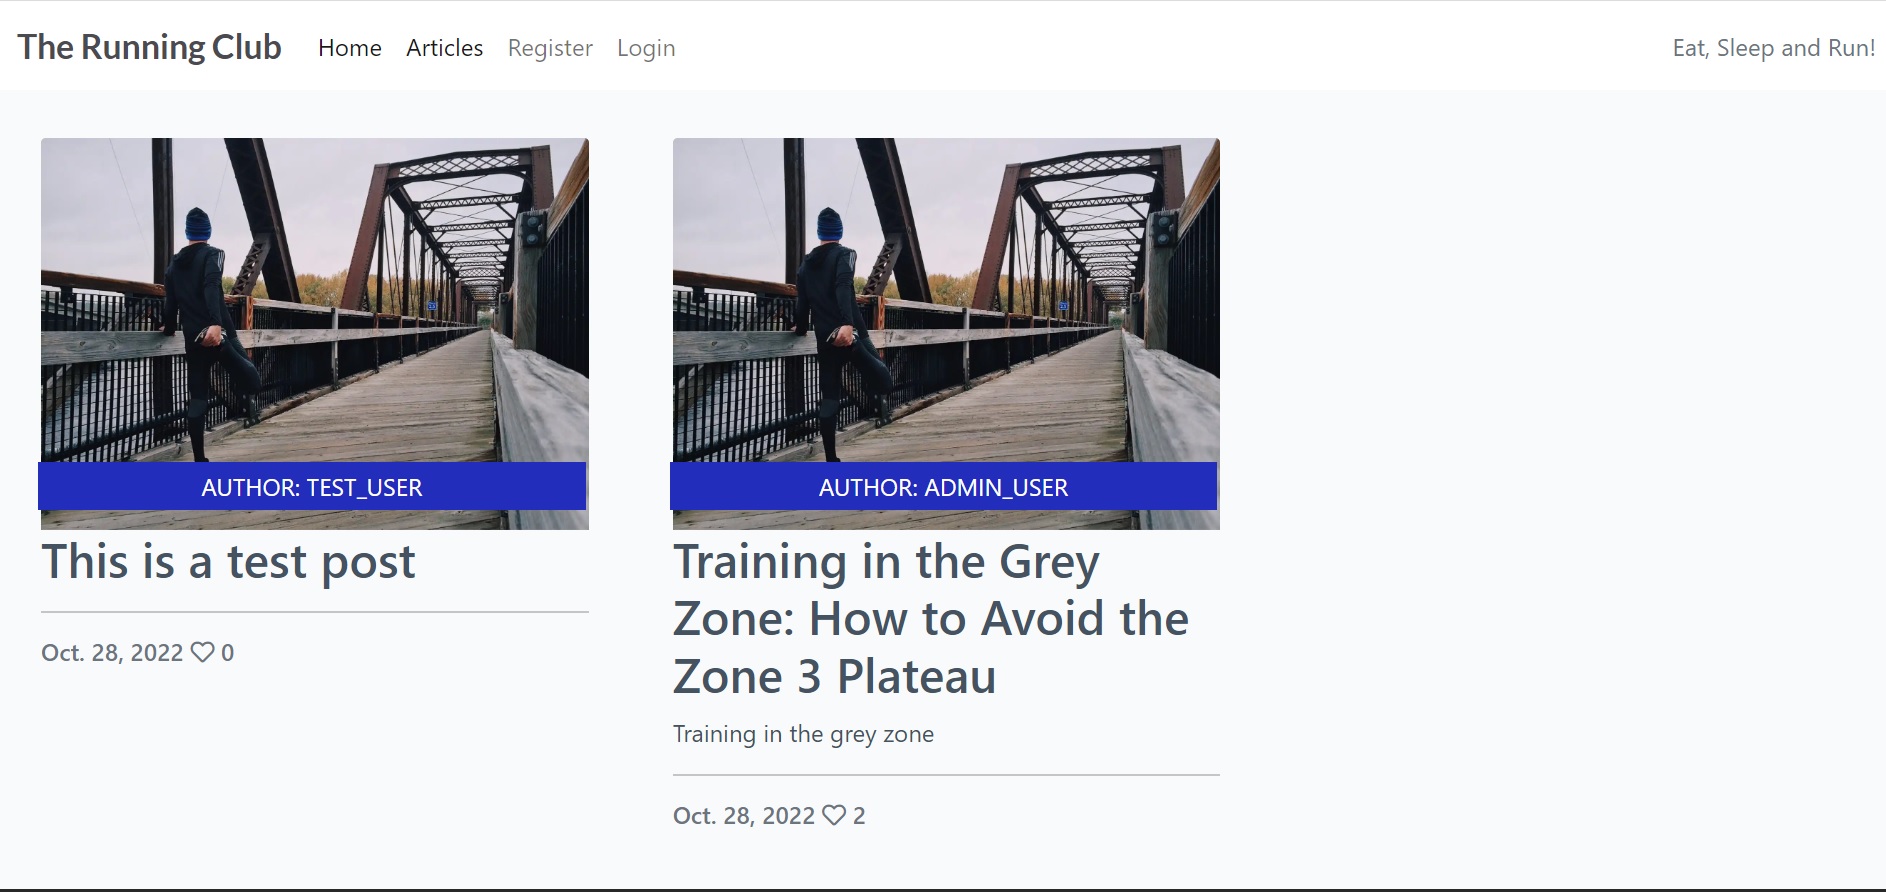 The Running Club Home Articles Register Login Eat, Sleep and Run!
AUTHOR: TEST_USER
This is a test post
Oct. 28, 2022 0
AUTHOR: ADMIN_USER
Training in the Grey
Zone: How to Avoid the
Zone 3 Plateau
Training in the grey zone
Oct. 28, 2022 2